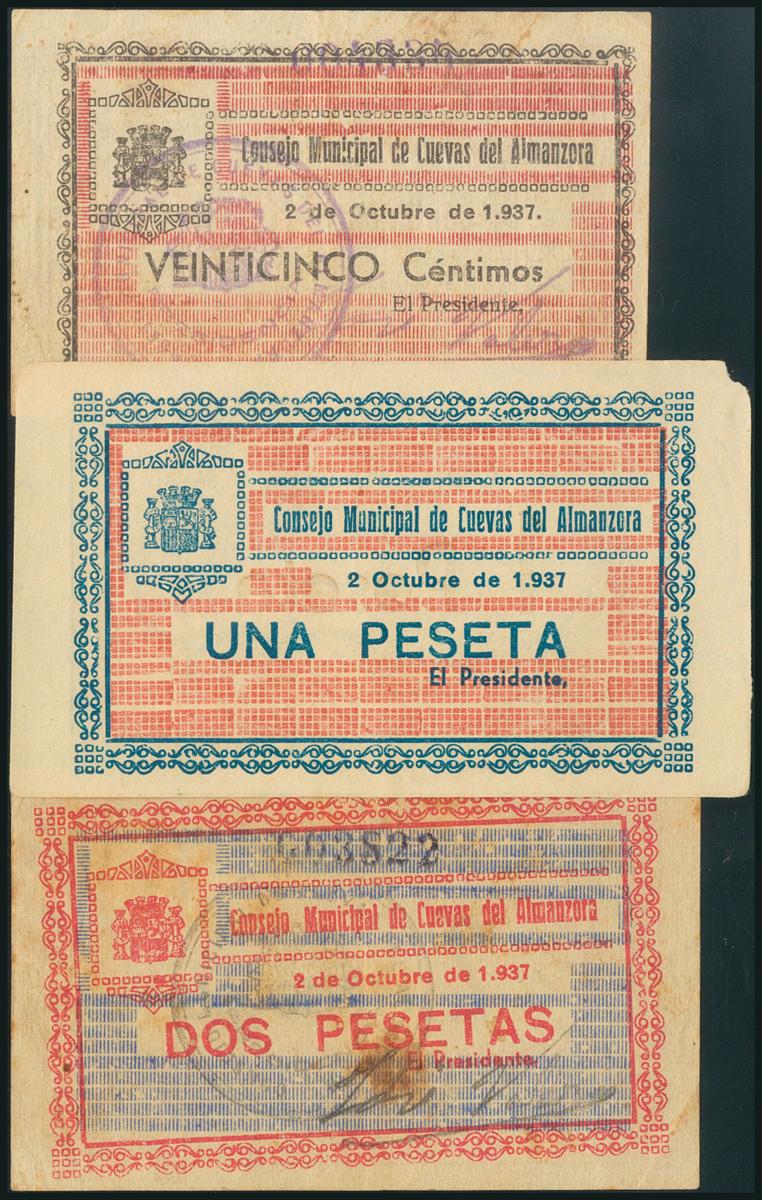 Consejo Municipal de Cuevas del Almanzora
2 de Octubre de 1.937.
VEINTICINCO Céntimos
El Presidente,
Consejo Municipal de Cuevas del Almanzora
2 Octubre de 1.937
UNA PESETA
El Presidente,
003822
Consejo Municipal de Cuevas del Almanzora
2 de Octubre de 1.937
DOS PESETAS
El Presidente,